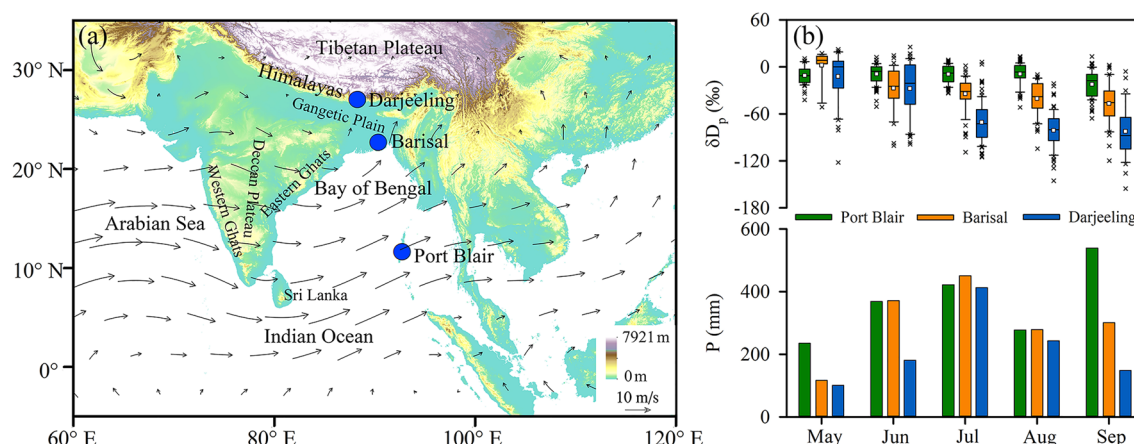 (a)
Tibetan Plateau
Himalayas
Darjeeling
Gangetic Plain
Barisal
Deccan Plateau
Eastern Ghats
Western Ghats
Bay of Bengal
Arabian Sea
Port Blair
Sri Lanka
Indian Ocean
7921 m
0 m
10 m/s
30° N
20° N
10° N
0°
60° E
80° E
100° E
120° E
(b)
δDp (‰)
60
0
-60
-120
-180
Port Blair Barisal Darjeeling
P (mm)
600
400
200
0
May Jun Jul Aug Sep